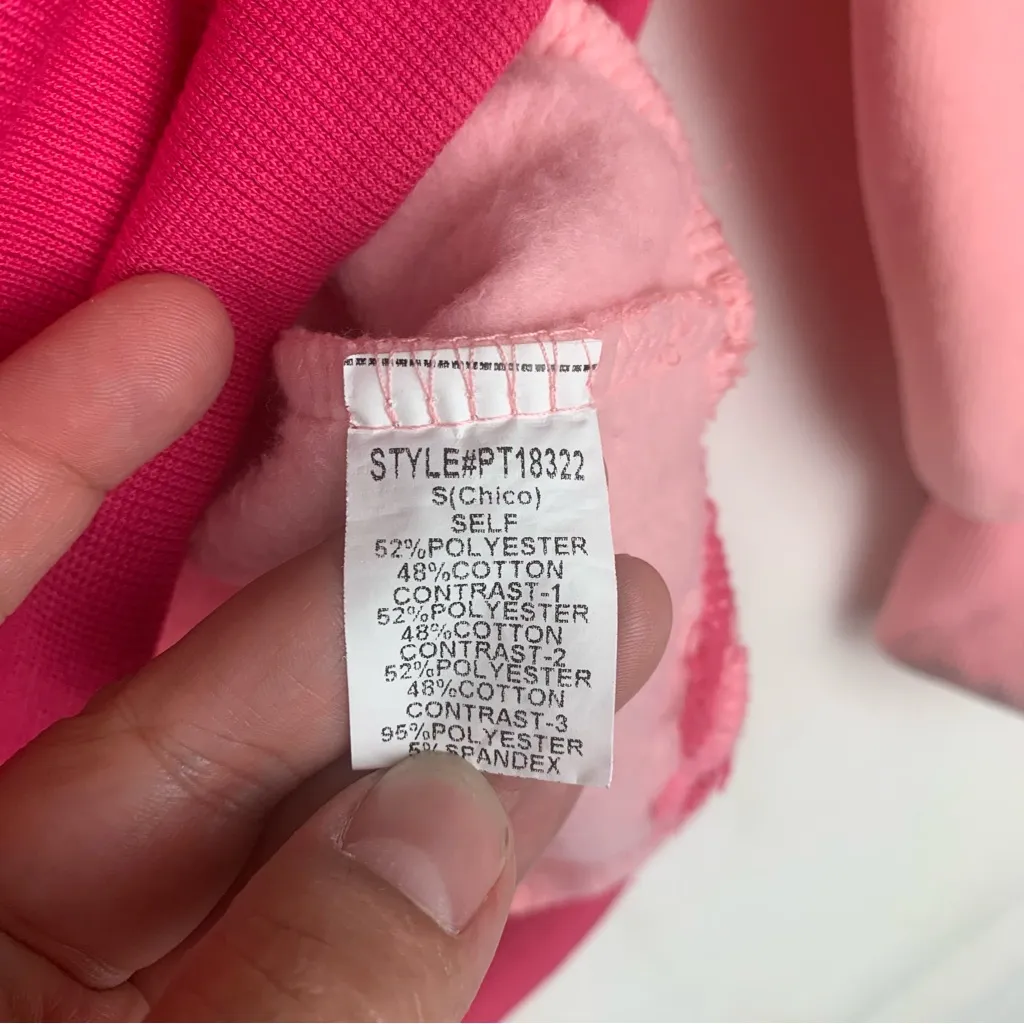 STYLE#PT18322
S(Chico)
SELF
52%POLYESTER
48%COTTON
CONTRAST-1
52%POLYESTER
48%COTTON
CONTRAST-2
52%POLYESTER
48%COTTON
CONTRAST-3
95%POLYESTER
5% SPANDEX